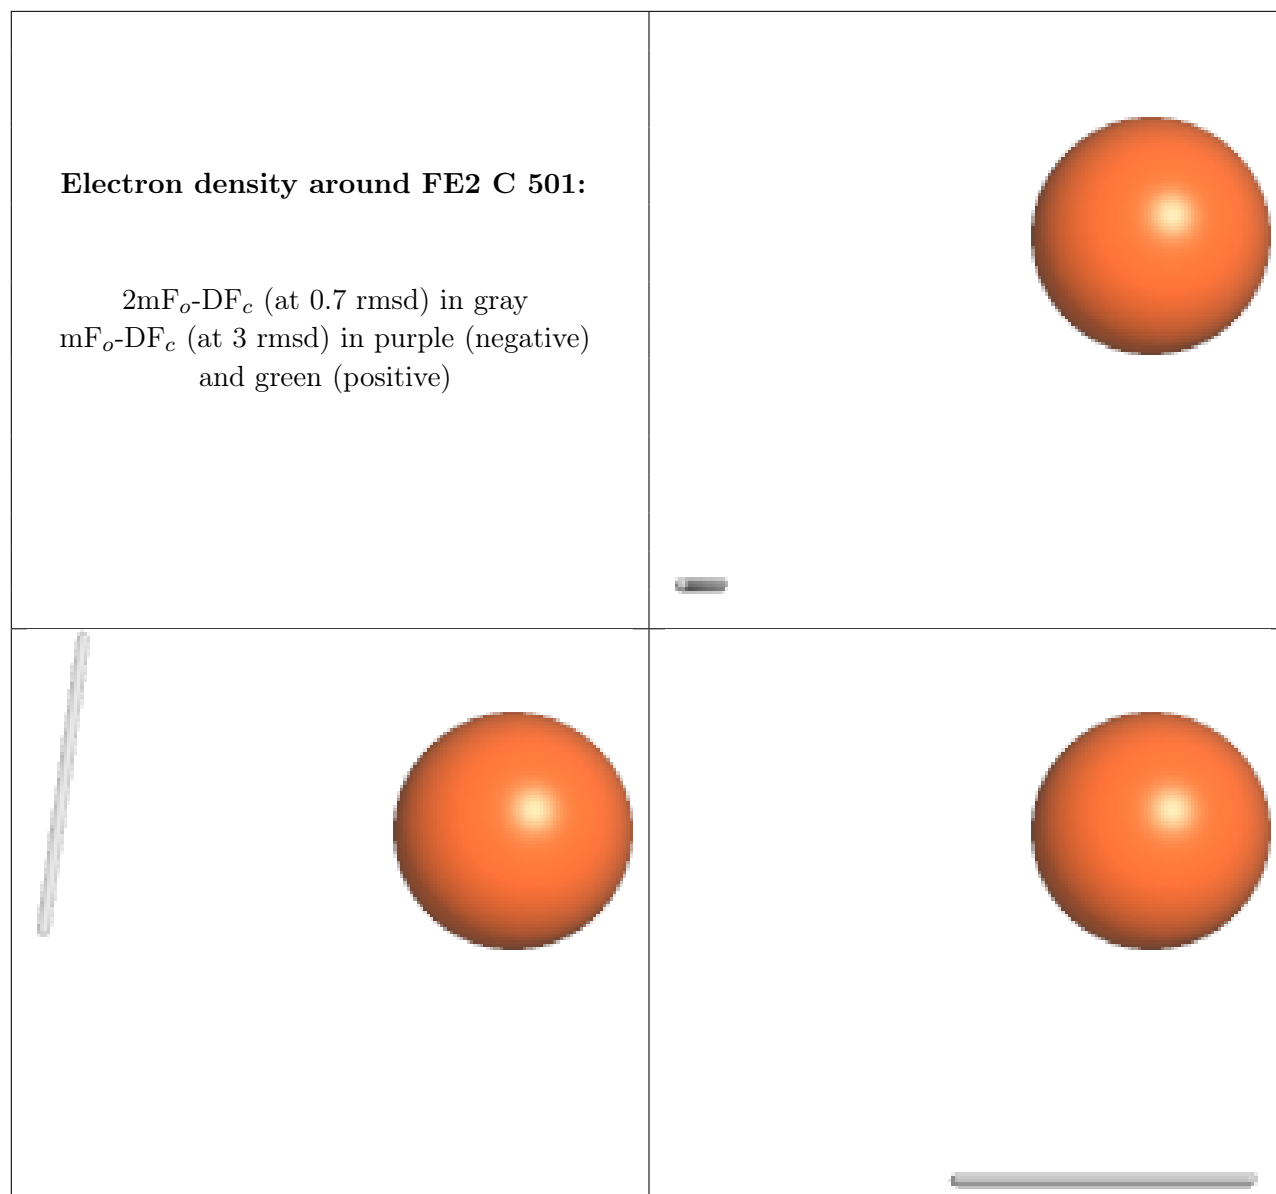 Electron density around FE2 C 501:
2mFₒ-DF𝒸 (at 0.7 rmsd) in gray
mFₒ-DF𝒸 (at 3 rmsd) in purple (negative)
and green (positive)